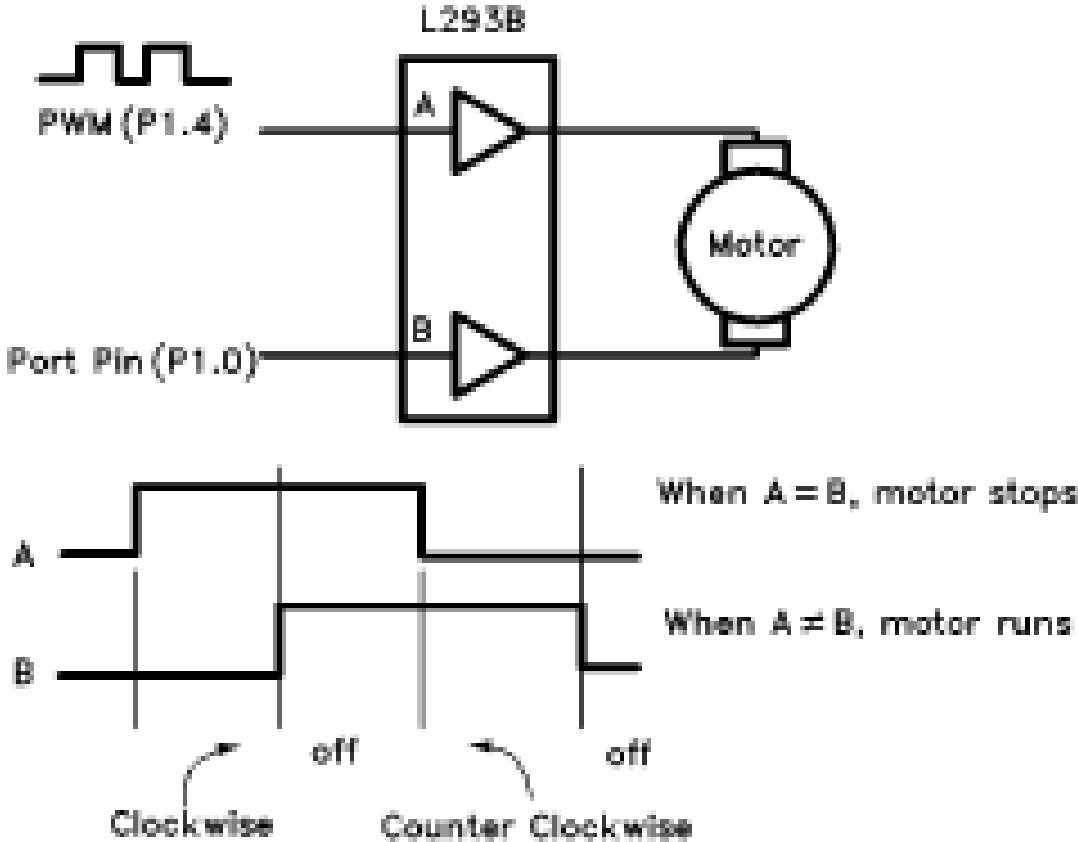 L293B
PWM (P1.4)
A
Motor
B
Port Pin (P1.0)
When A = B, motor stops
A
When A ≠ B, motor runs
B
off
off
Clockwise
Counter Clockwise